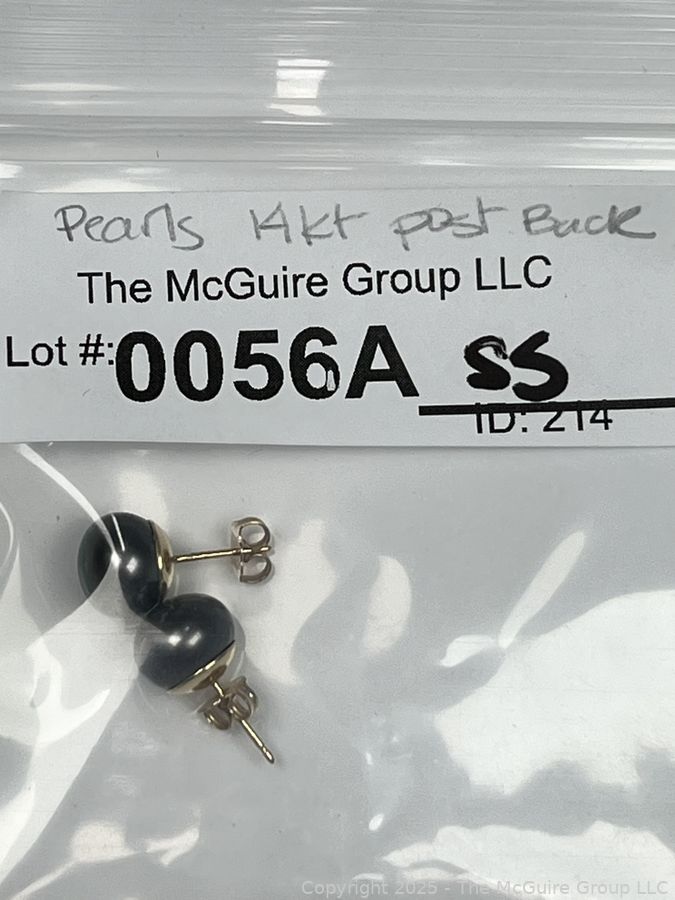 Pearls 14kt post Back
The McGuire Group LLC
Lot #: 0056A SS
ID: 214
Copyright 2025 - The McGuire Group LLC